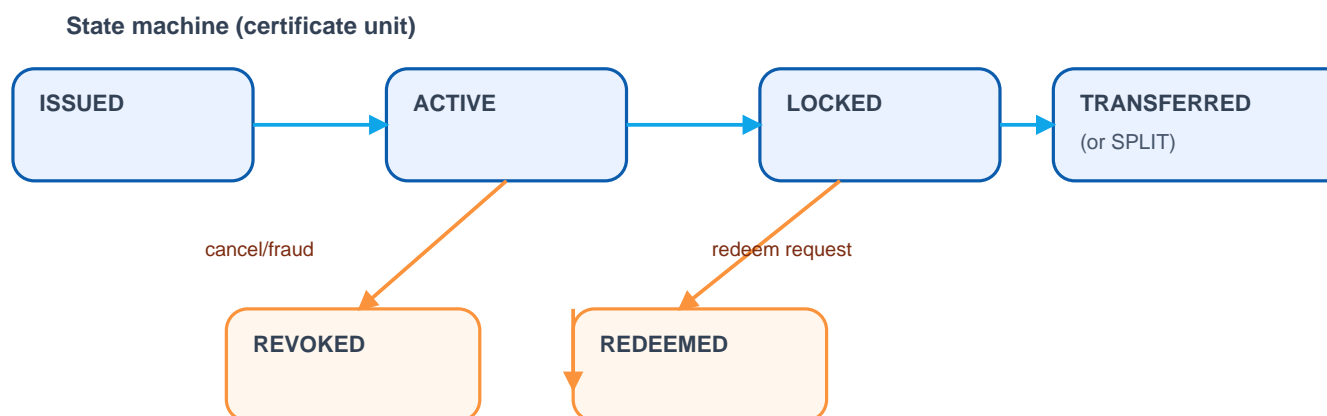 State machine (certificate unit)
ISSUED
ACTIVE
LOCKED
TRANSFERRED
(or SPLIT)
cancel/fraud
redeem request
REVOKED
REDEEMED